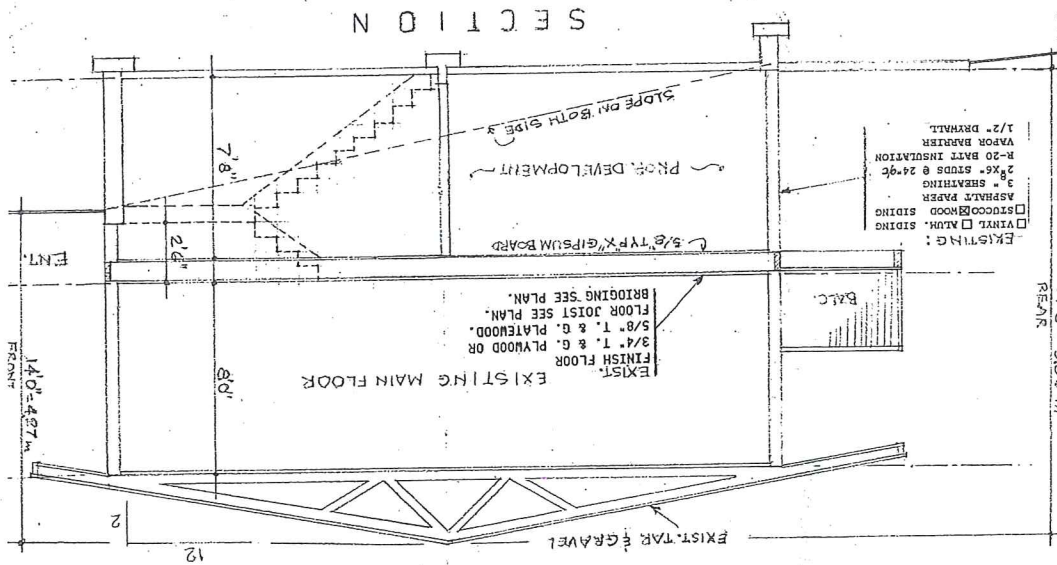 12
2
EXIST. TAR & GRAVEL
FRONT
14'0"=4.27m
REAR
EXISTING MAIN FLOOR
8'0"
EXIST.
FINISH FLOOR
3/4" T. & G. PLYWOOD OR
5/8" T. & G. PLATEWOOD.
FLOOR JOIST SEE PLAN.
BRIDGING SEE PLAN.
BALC.
ENT.
2'6"
5/8" TYP"X" GIPSUM BOARD
EXISTING:
☐ VINYL ☐ ALUM. SIDING
☐ STUCCO ☒ WOOD SIDING
ASPHALT PAPER
3/8" SHEATHING
2"x6" STUDS @ 24"o/c
R-20 BATT INSULATION
VAPOR BARRIER
1/2" DRYWALL
PROP. DEVELOPMENT
7'8"
SLOPE ON BOTH SIDES
SECTION